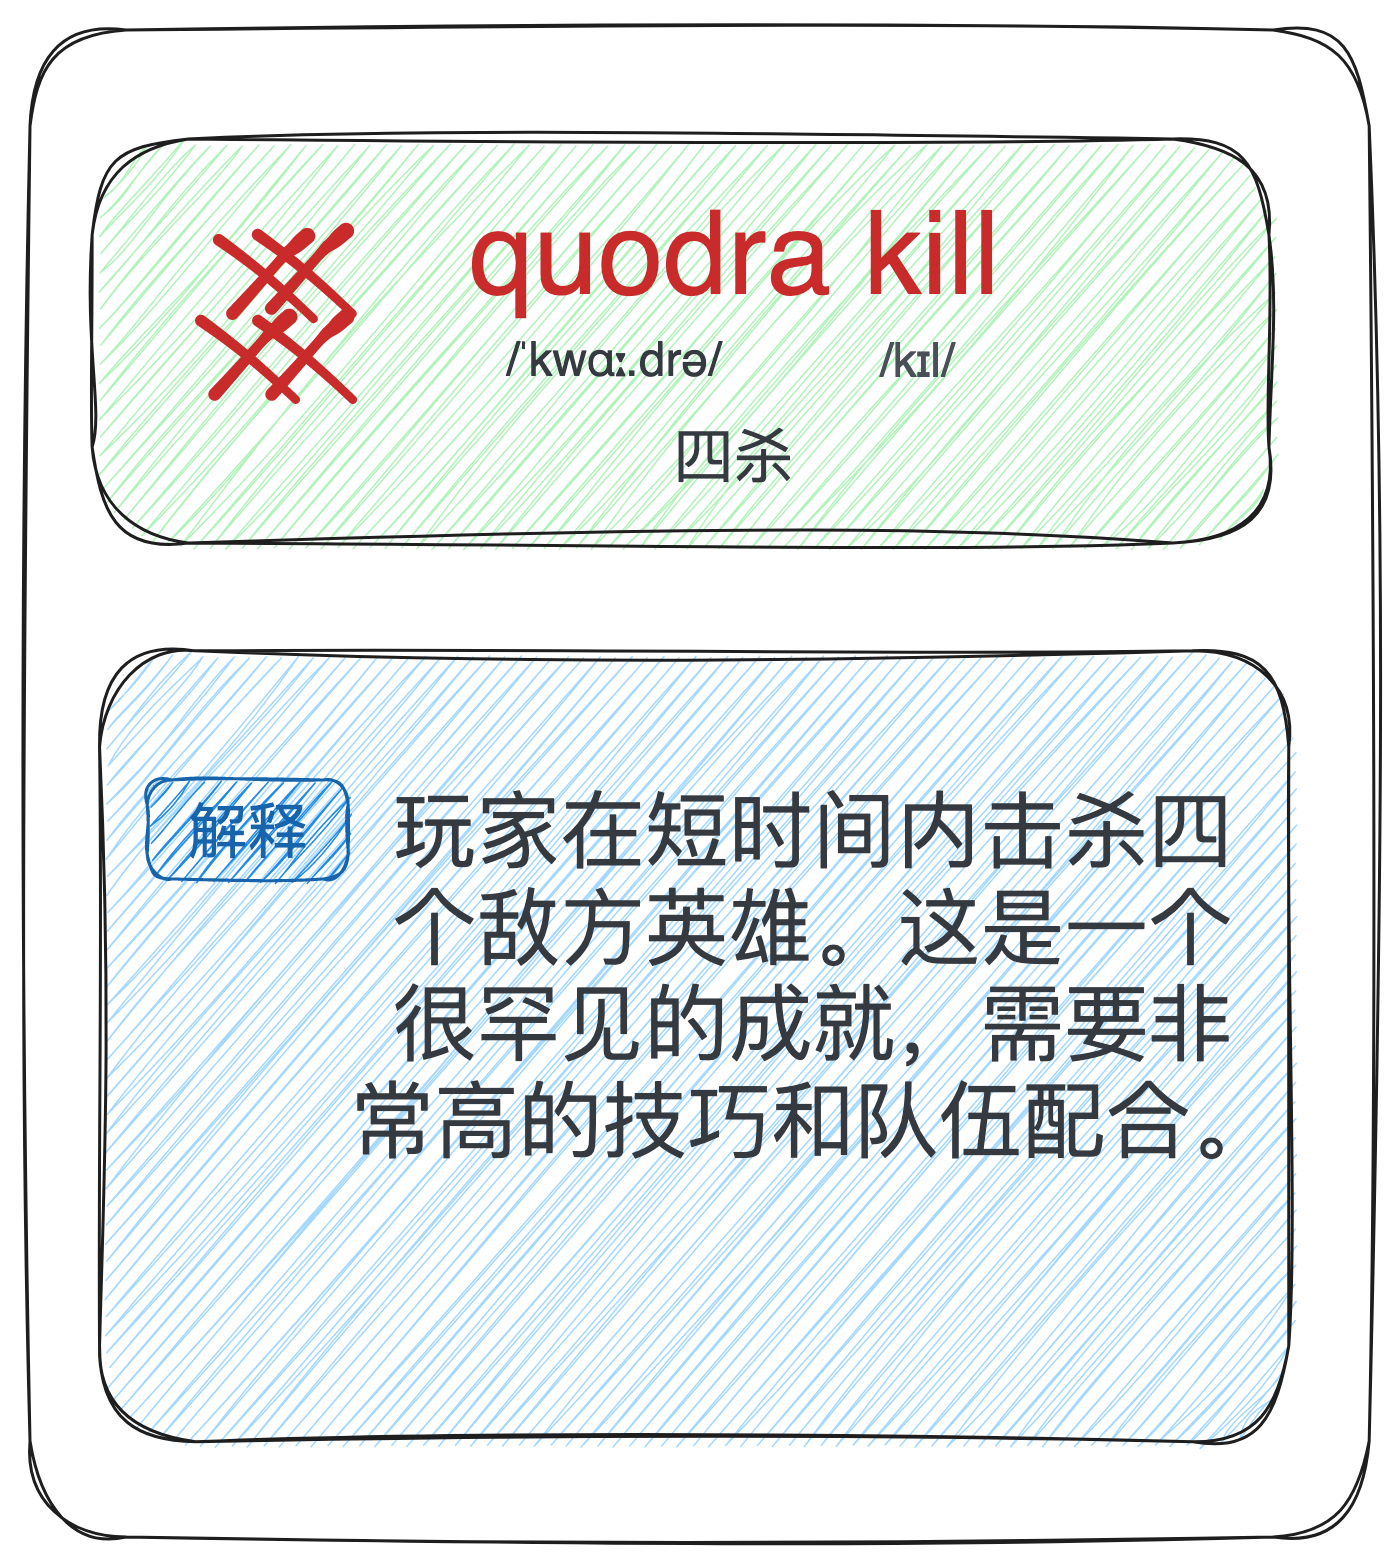 quodra kill
/ˈkwɑː.drə/ /kɪl/
四杀
解释
玩家在短时间内击杀四
个敌方英雄。这是一个
很罕见的成就，需要非
常高的技巧和队伍配合。